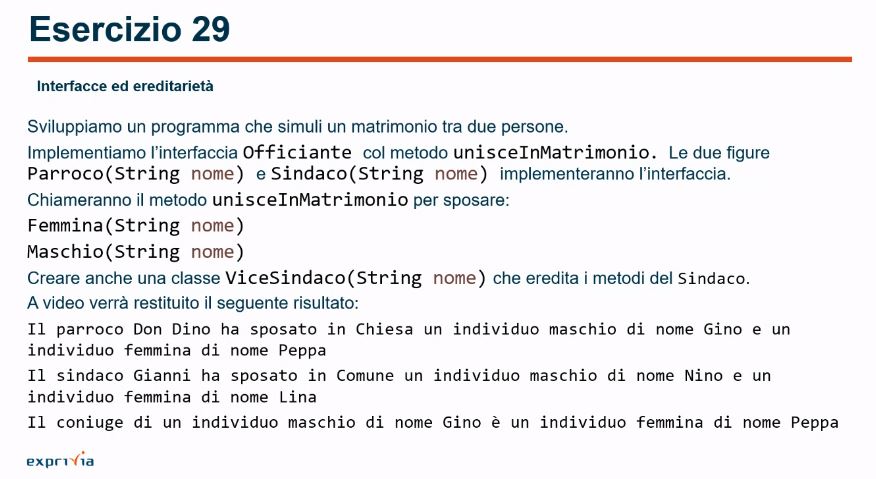 Esercizio 29
Interfacce ed ereditarietà
Sviluppiamo un programma che simuli un matrimonio tra due persone.
Implementiamo l'interfaccia Officiante col metodo unisceInMatrimonio. Le due figure
Parroco(String nome) e Sindaco(String nome) implementeranno l'interfaccia.
Chiameranno il metodo unisceInMatrimonio per sposare:
Femmina(String nome)
Maschio(String nome)
Creare anche una classe ViceSindaco(String nome) che eredita i metodi del Sindaco.
A video verrà restituito il seguente risultato:
Il parroco Don Dino ha sposato in Chiesa un individuo maschio di nome Gino e un
individuo femmina di nome Peppa
Il sindaco Gianni ha sposato in Comune un individuo maschio di nome Nino e un
individuo femmina di nome Lina
Il coniuge di un individuo maschio di nome Gino è un individuo femmina di nome Peppa
exprivia